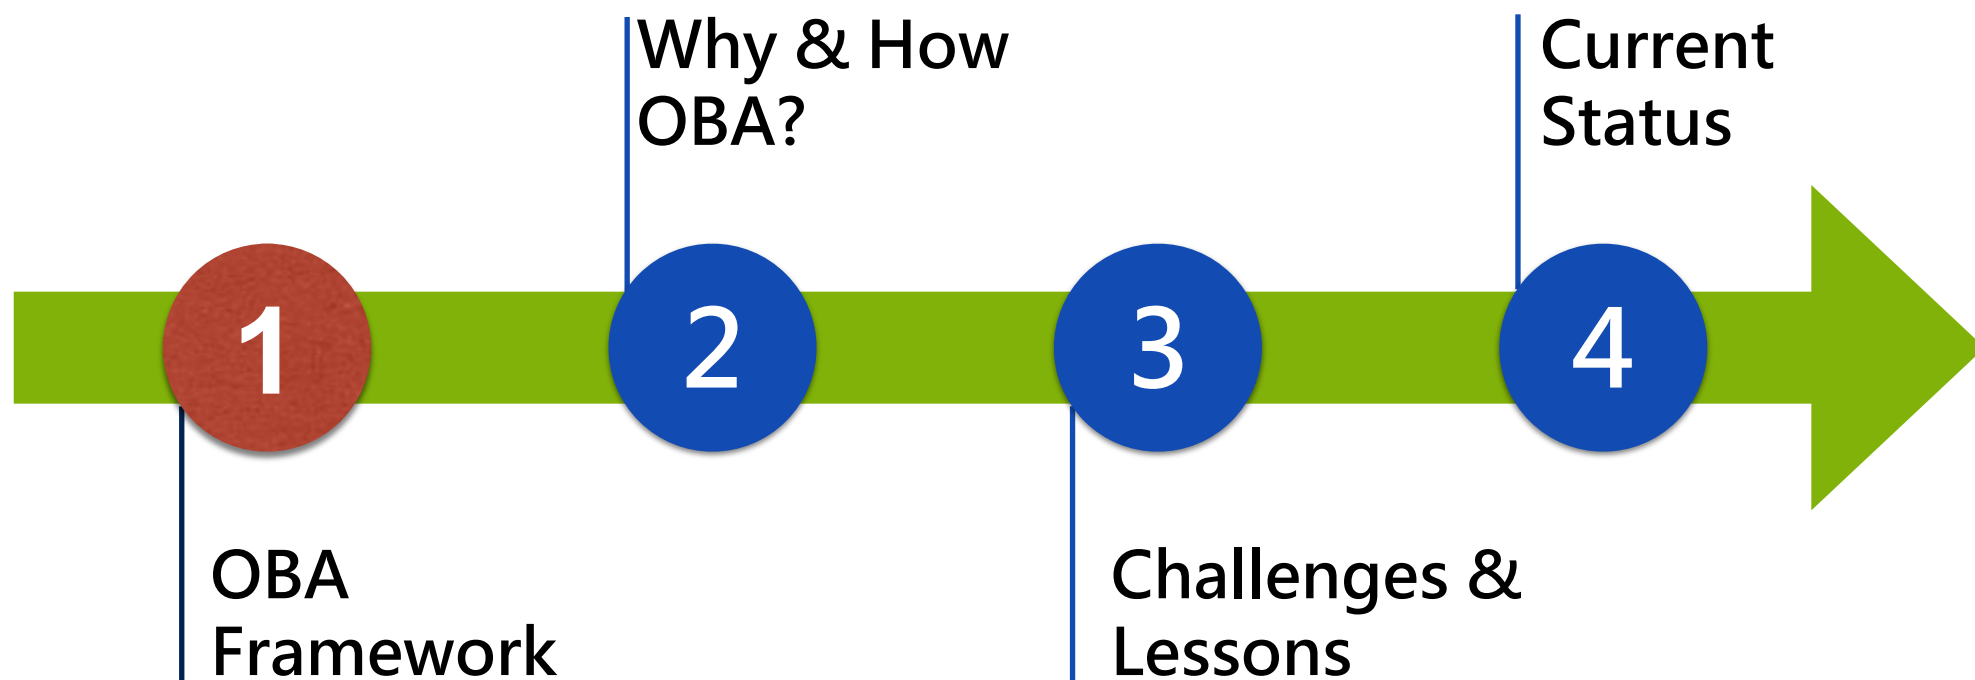 Why & How
OBA?
Current
Status
1
2
3
4
OBA
Framework
Challenges &
Lessons